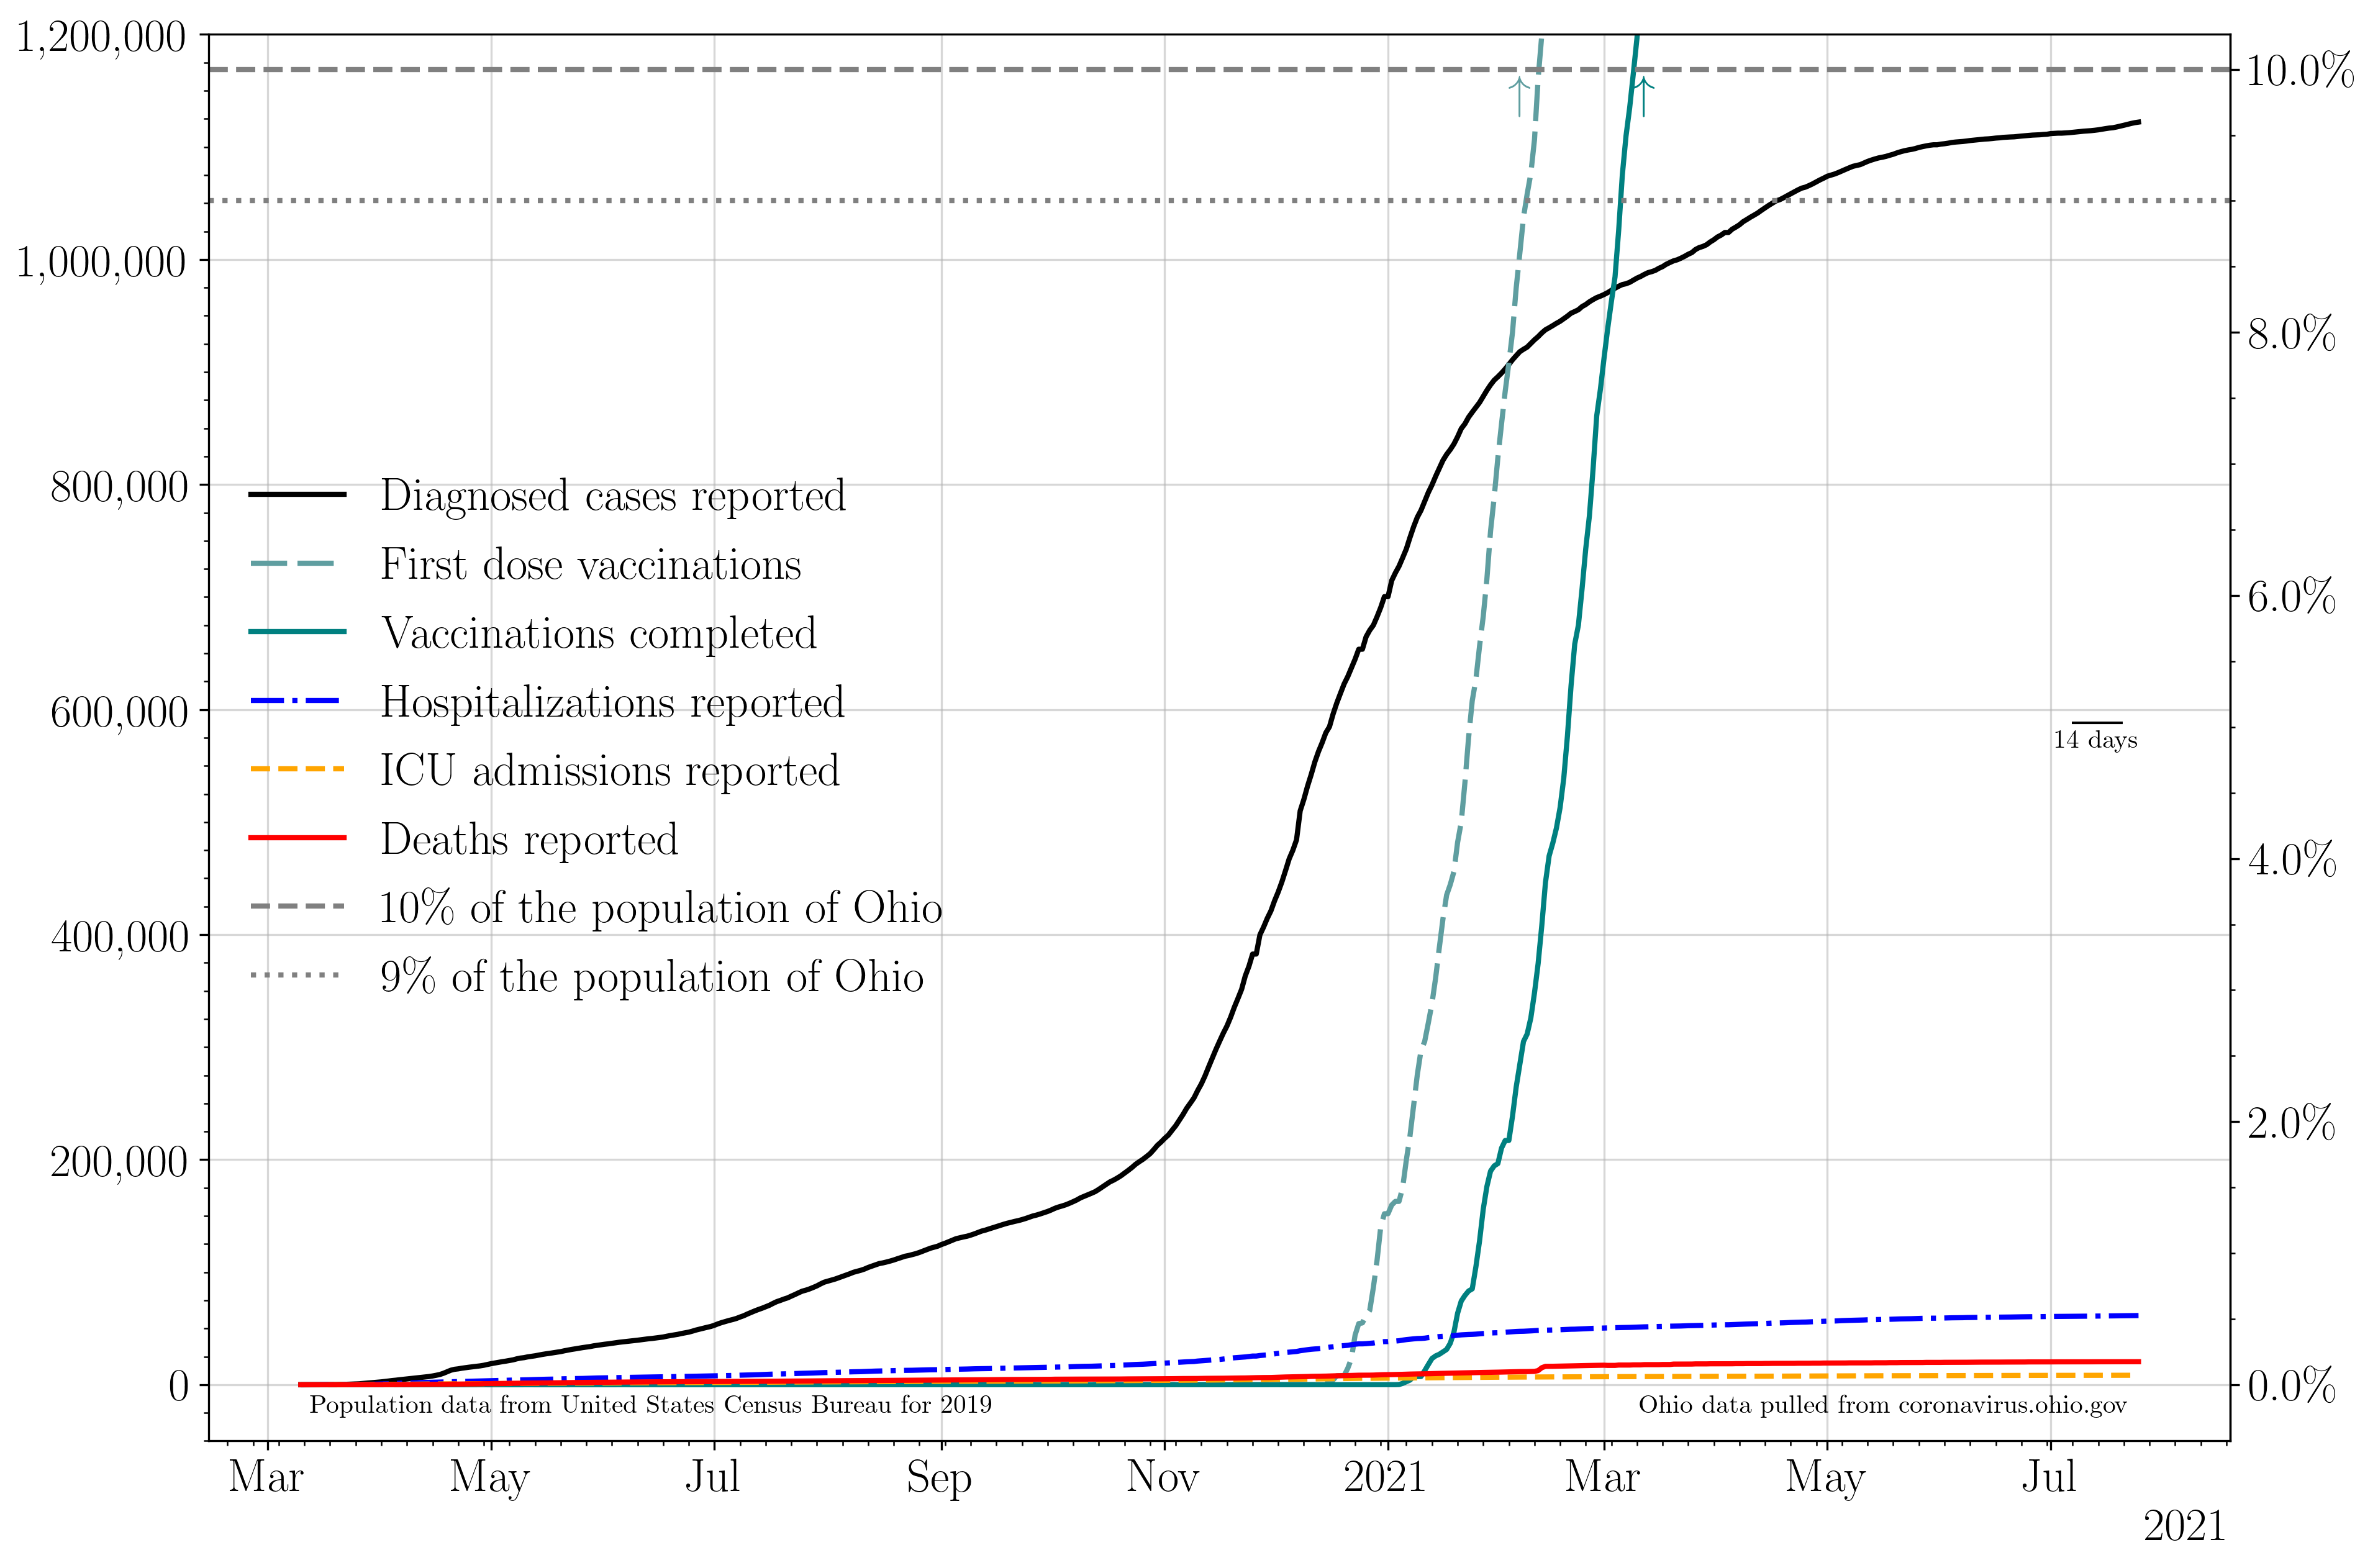 1,200,000
1,000,000
800,000
600,000
400,000
200,000
0
10.0%
8.0%
6.0%
4.0%
2.0%
0.0%
Diagnosed cases reported
First dose vaccinations
Vaccinations completed
Hospitalizations reported
ICU admissions reported
Deaths reported
10% of the population of Ohio
9% of the population of Ohio
14 days
Population data from United States Census Bureau for 2019
Ohio data pulled from coronavirus.ohio.gov
Mar May Jul Sep Nov 2021 Mar May Jul
2021